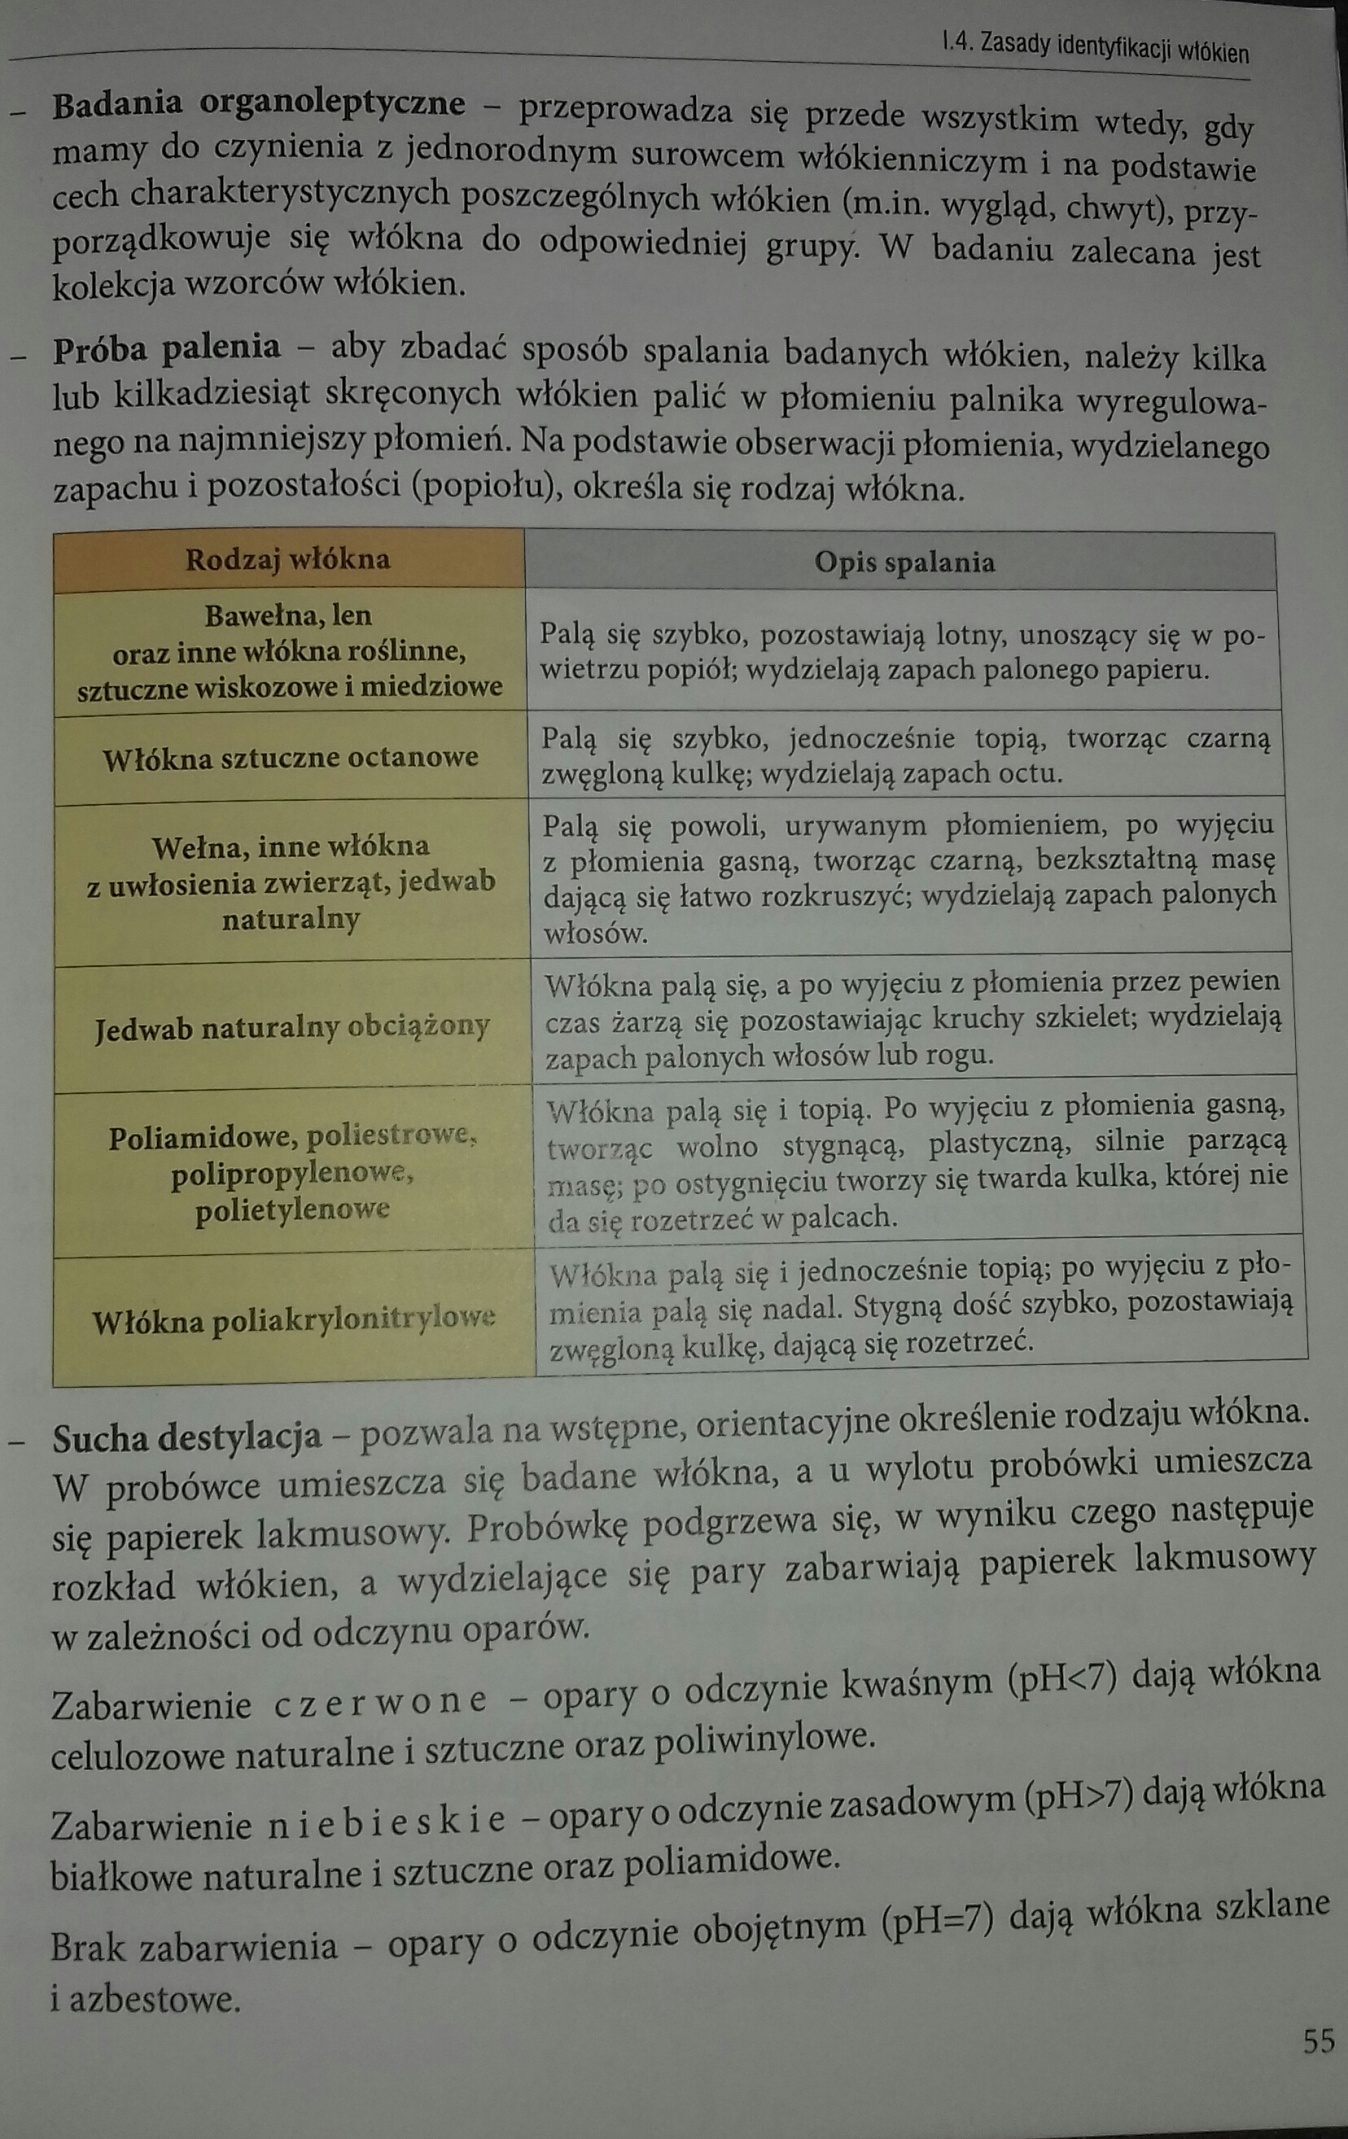 I.4. Zasady identyfikacji włókien
– Badania organoleptyczne – przeprowadza się przede wszystkim wtedy, gdy
mamy do czynienia z jednorodnym surowcem włókienniczym i na podstawie
cech charakterystycznych poszczególnych włókien (m.in. wygląd, chwyt), przy-
porządkowuje się włókna do odpowiedniej grupy. W badaniu zalecana jest
kolekcja wzorców włókien.
– Próba palenia – aby zbadać sposób spalania badanych włókien, należy kilka
lub kilkadziesiąt skręconych włókien palić w płomieniu palnika wyregulowa-
nego na najmniejszy płomień. Na podstawie obserwacji płomienia, wydzielanego
zapachu i pozostałości (popiołu), określa się rodzaj włókna.
Rodzaj włókna
Opis spalania
Bawełna, len
oraz inne włókna roślinne,
sztuczne wiskozowe i miedziowe
Palą się szybko, pozostawiają lotny, unoszący się w po-
wietrzu popiół; wydzielają zapach palonego papieru.
Włókna sztuczne octanowe
Palą się szybko, jednocześnie topią, tworząc czarną
zwęgloną kulkę; wydzielają zapach octu.
Wełna, inne włókna
z uwłosienia zwierząt, jedwab
naturalny
Palą się powoli, urywanym płomieniem, po wyjęciu
z płomienia gasną, tworząc czarną, bezkształtną masę
dającą się łatwo rozkruszyć; wydzielają zapach palonych
włosów.
Jedwab naturalny obciążony
Włókna palą się, a po wyjęciu z płomienia przez pewien
czas żarzą się pozostawiając kruchy szkielet; wydzielają
zapach palonych włosów lub rogu.
Poliamidowe, poliestrowe,
polipropylenowe,
polietylenowe
Włókna palą się i topią. Po wyjęciu z płomienia gasną,
tworząc wolno stygnącą, plastyczną, silnie parzącą
masę; po ostygnięciu tworzy się twarda kulka, której nie
da się rozetrzeć w palcach.
Włókna poliakrylonitrylowe
Włókna palą się i jednocześnie topią; po wyjęciu z pło-
mienia palą się nadal. Stygną dość szybko, pozostawiają
zwęgloną kulkę, dającą się rozetrzeć.
– Sucha destylacja – pozwala na wstępne, orientacyjne określenie rodzaju włókna.
W probówce umieszcza się badane włókna, a u wylotu probówki umieszcza
się papierek lakmusowy. Probówkę podgrzewa się, w wyniku czego następuje
rozkład włókien, a wydzielające się pary zabarwiają papierek lakmusowy
w zależności od odczynu oparów.
Zabarwienie czerwone – opary o odczynie kwaśnym (pH<7) dają włókna
celulozowe naturalne i sztuczne oraz poliwinylowe.
Zabarwienie niebieskie – opary o odczynie zasadowym (pH>7) dają włókna
białkowe naturalne i sztuczne oraz poliamidowe.
Brak zabarwienia – opary o odczynie obojętnym (pH=7) dają włókna szklane
i azbestowe.
55